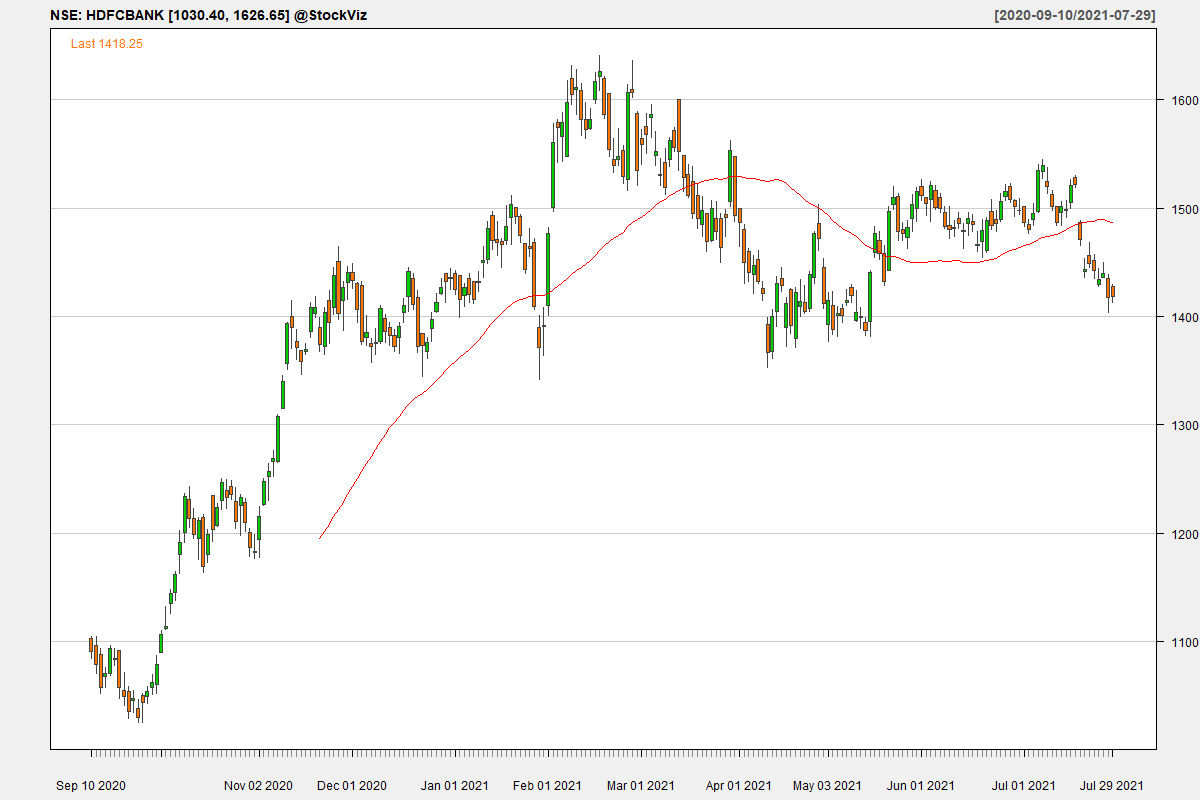 NSE: HDFCBANK [1030.40, 1626.65] @StockViz [2020-09-10/2021-07-29]
Last 1418.25
1600
1500
1400
1300
1200
1100
Sep 10 2020 Nov 02 2020 Dec 01 2020 Jan 01 2021 Feb 01 2021 Mar 01 2021 Apr 01 2021 May 03 2021 Jun 01 2021 Jul 01 2021 Jul 29 2021